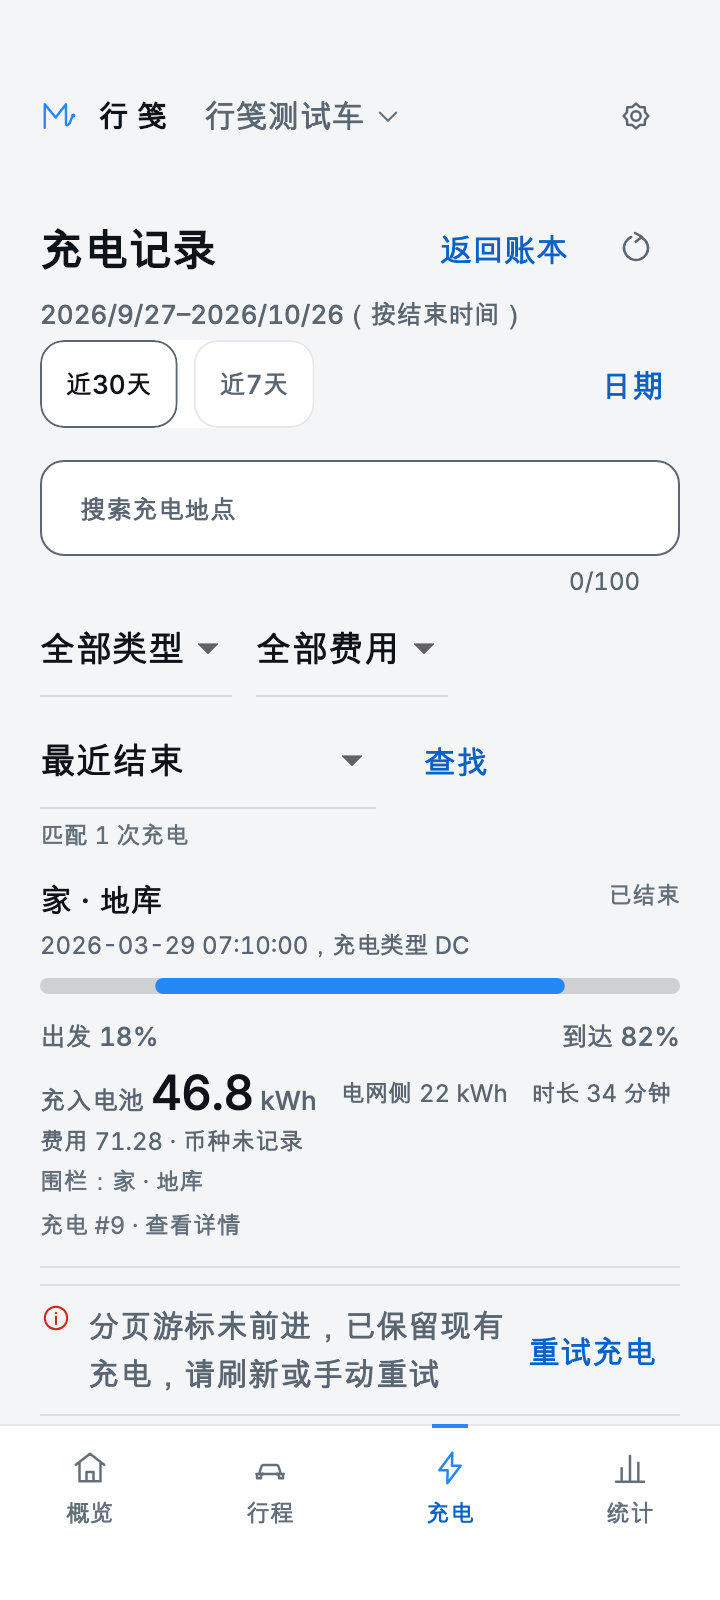 行笺 行笺测试车
充电记录 返回账本
2026/9/27–2026/10/26（按结束时间）
近30天 近7天 日期
搜索充电地点
0/100
全部类型 全部费用
最近结束 查找
匹配 1 次充电
家 · 地库 已结束
2026-03-29 07:10:00，充电类型 DC
出发 18% 到达 82%
充入电池 46.8 kWh 电网侧 22 kWh 时长 34 分钟
费用 71.28 · 币种未记录
围栏：家 · 地库
充电 #9 · 查看详情
分页游标未前进，已保留现有
充电，请刷新或手动重试
重试充电
概览 行程 充电 统计